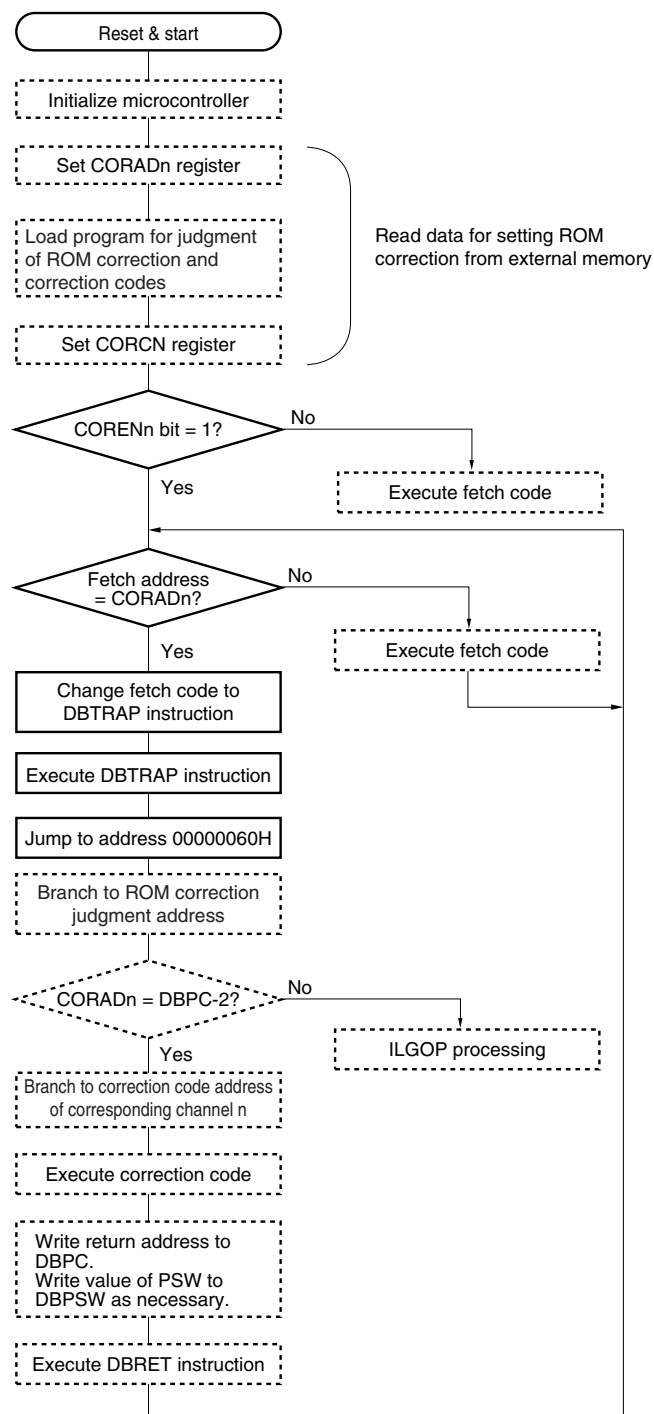 Reset & start
Initialize microcontroller
Set CORADn register
Load program for judgment
of ROM correction and
correction codes
Set CORCN register
Read data for setting ROM
correction from external memory
CORENn bit = 1?
No
Yes
Execute fetch code
Fetch address
= CORADn?
No
Yes
Execute fetch code
Change fetch code to
DBTRAP instruction
Execute DBTRAP instruction
Jump to address 00000060H
Branch to ROM correction
judgment address
CORADn = DBPC-2?
No
Yes
ILGOP processing
Branch to correction code address
of corresponding channel n
Execute correction code
Write return address to
DBPC.
Write value of PSW to
DBPSW as necessary.
Execute DBRET instruction